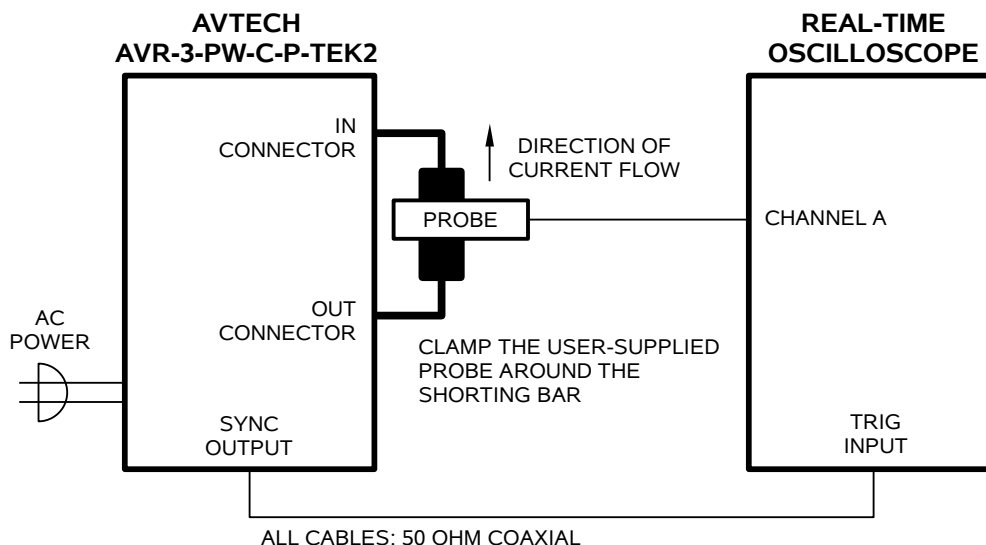 AVTECH
AVR-3-PW-C-P-TEK2
REAL-TIME
OSCILLOSCOPE
IN
CONNECTOR
DIRECTION OF
CURRENT FLOW
PROBE
CHANNEL A
OUT
CONNECTOR
AC
POWER
CLAMP THE USER-SUPPLIED
PROBE AROUND THE
SHORTING BAR
SYNC
OUTPUT
TRIG
INPUT
ALL CABLES: 50 OHM COAXIAL